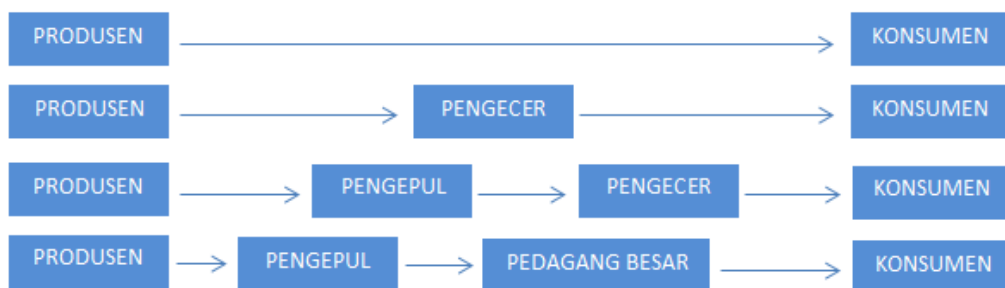 PRODUSEN KONSUMEN
PRODUSEN PENGECER KONSUMEN
PRODUSEN PENGEPUL PENGECER KONSUMEN
PRODUSEN PENGEPUL PEDAGANG BESAR KONSUMEN